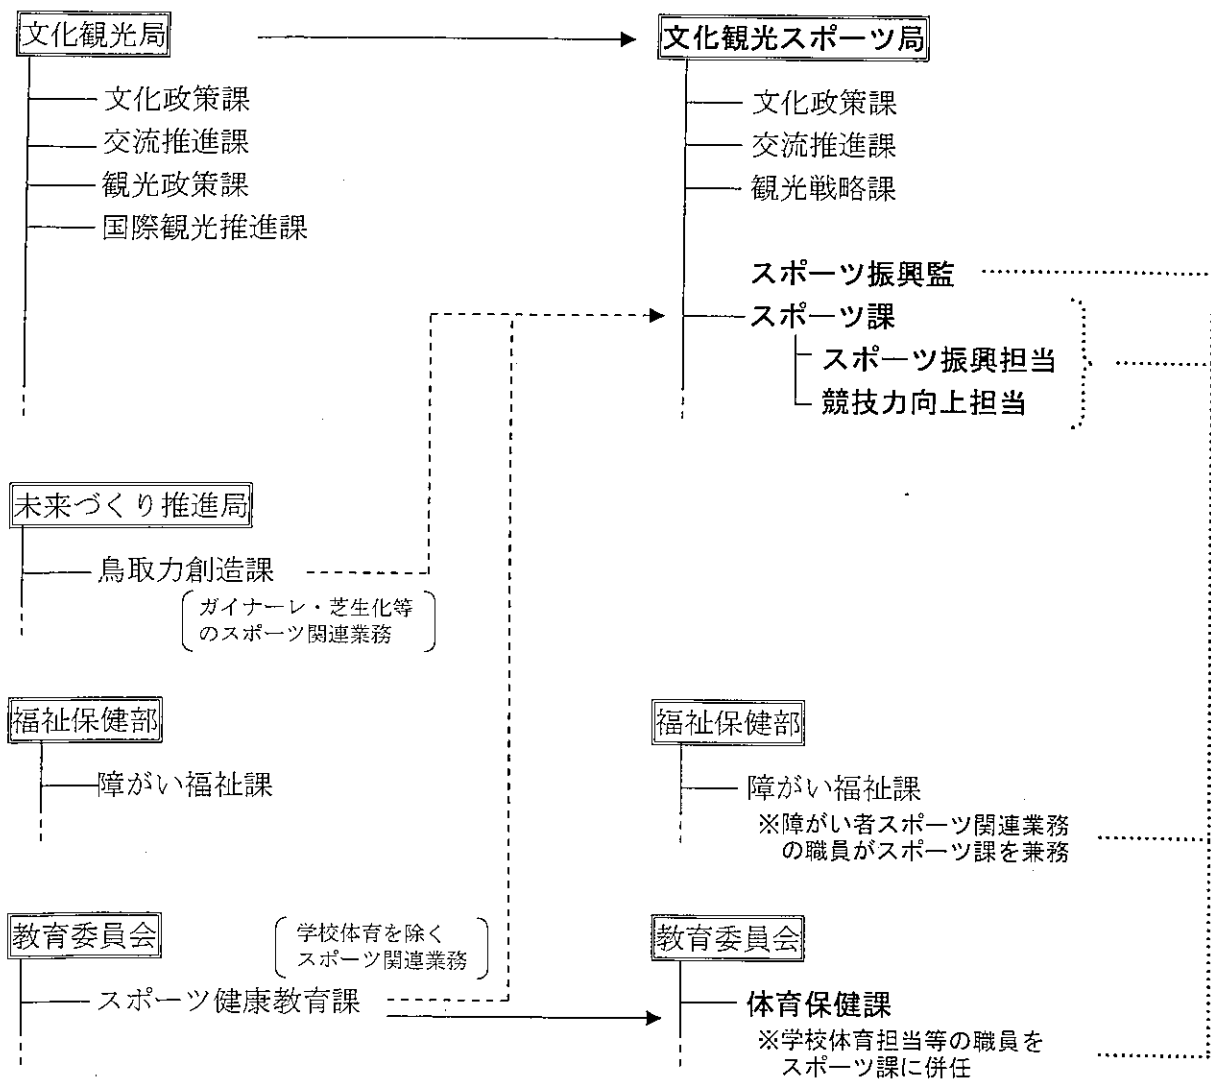 文化観光局
文化政策課
交流推進課
観光政策課
国際観光推進課
未来づくり推進局
鳥取力創造課
ガイナーレ・芝生化等
のスポーツ関連業務
福祉保健部
障がい福祉課
教育委員会
学校体育を除く
スポーツ関連業務
スポーツ健康教育課
文化観光スポーツ局
文化政策課
交流推進課
観光戦略課
スポーツ振興監
スポーツ課
スポーツ振興担当
競技力向上担当
福祉保健部
障がい福祉課
※障がい者スポーツ関連業務
の職員がスポーツ課を兼務
教育委員会
体育保健課
※学校体育担当等の職員を
スポーツ課に併任